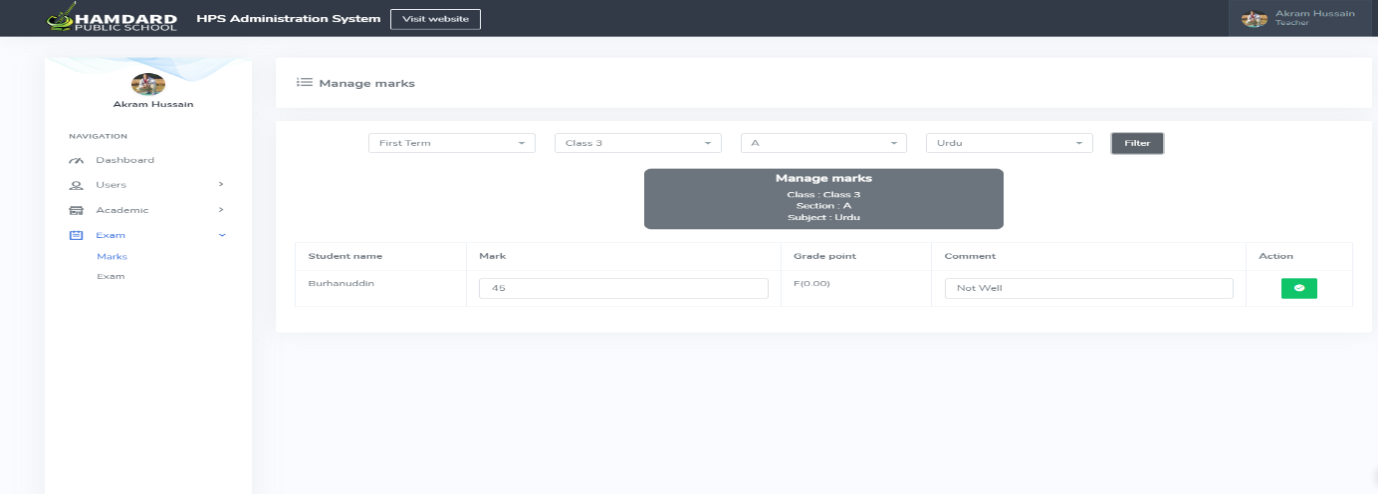 HAMDARD
PUBLIC SCHOOL
HPS Administration System
Visit website
Akram Hussain
Teacher
Akram Hussain
NAVIGATION
Dashboard
Users
Academic
Exam
Marks
Exam
Manage marks
First Term
Class 3
A
Urdu
Filter
Manage marks
Class : Class 3
Section : A
Subject : Urdu
Student name Mark Grade point Comment Action
Burhanuddin 45 F(0.00) Not Well